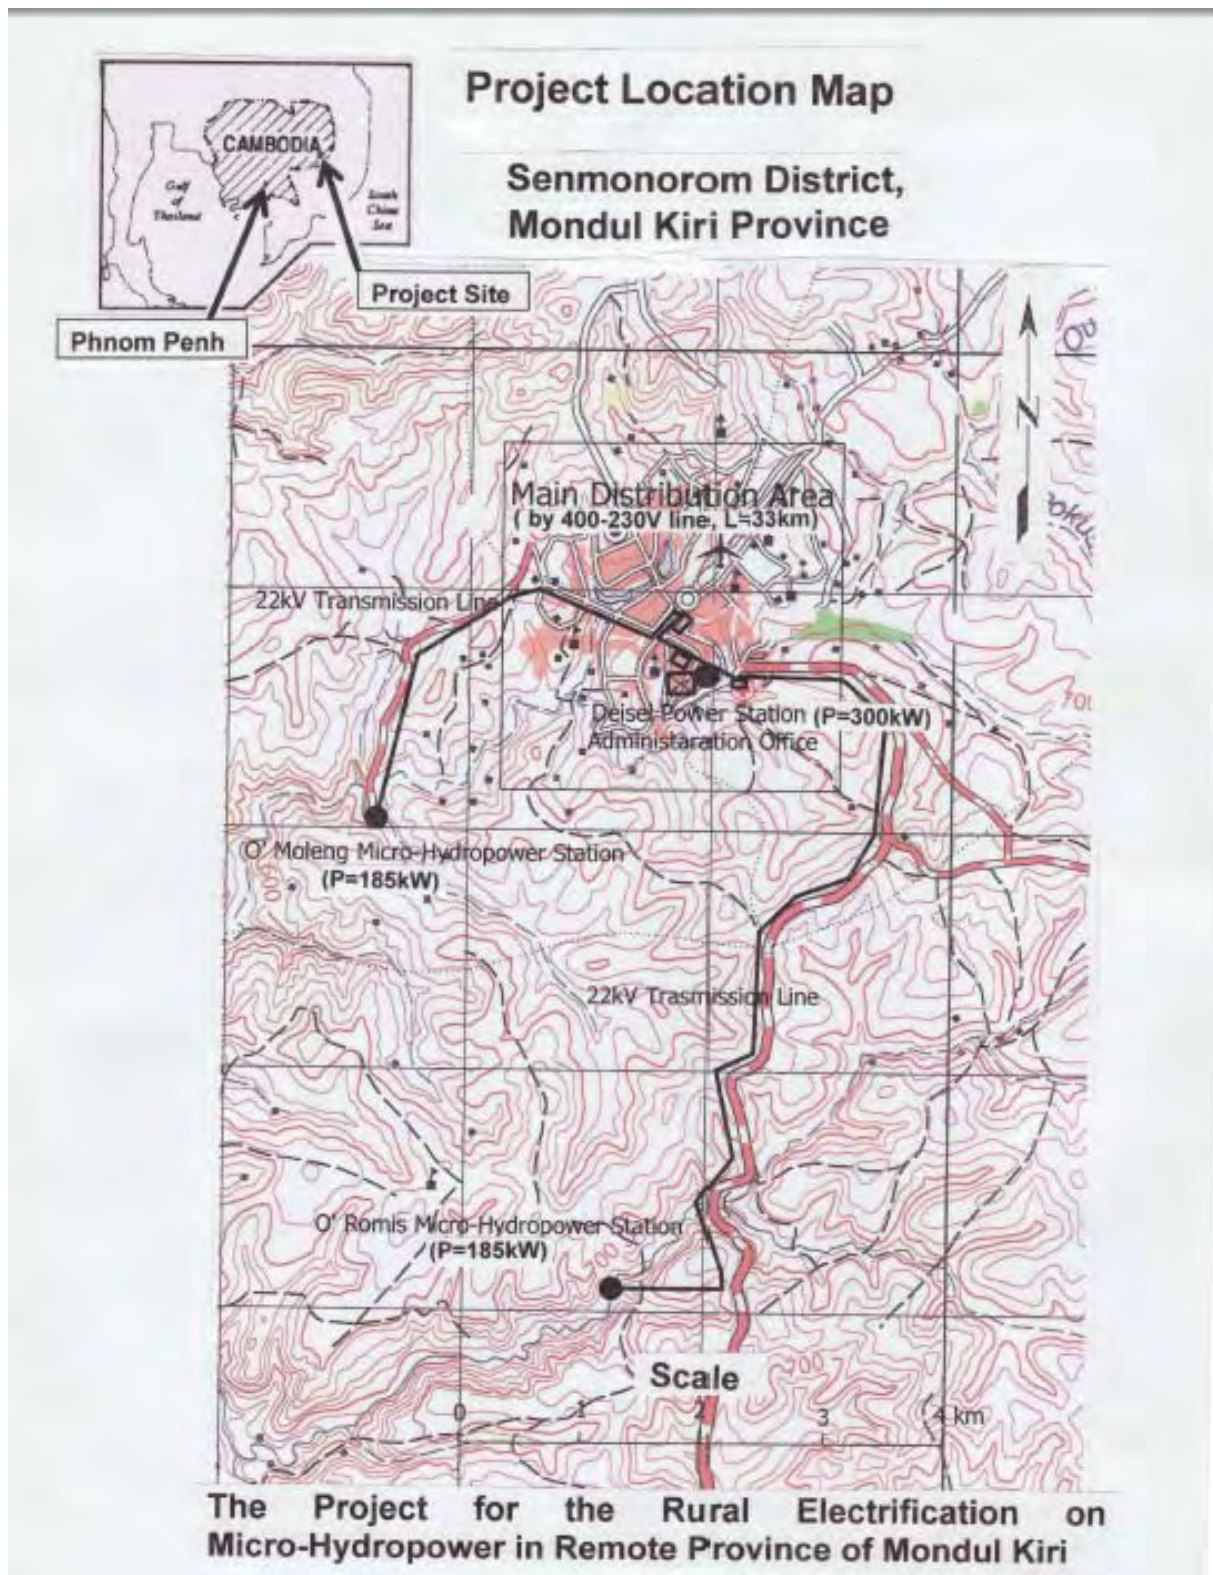 Project Location Map
Senmonorom District,
Mondul Kiri Province
CAMBODIA
Gulf
of
Thailand
South
China
Sea
Project Site
Phnom Penh
N
Main Distribution Area
( by 400-230V line, L=33km)
22kV Transmission Line
Deisel Power Station (P=300kW)
Administaration Office
700
O' Moleng Micro-Hydropower Station
(P=185kW)
22kV Trasmission Line
O' Romis Micro-Hydropower Station
(P=185kW)
Scale
700
0 1 2 3 4 km
The Project for the Rural Electrification on
Micro-Hydropower in Remote Province of Mondul Kiri